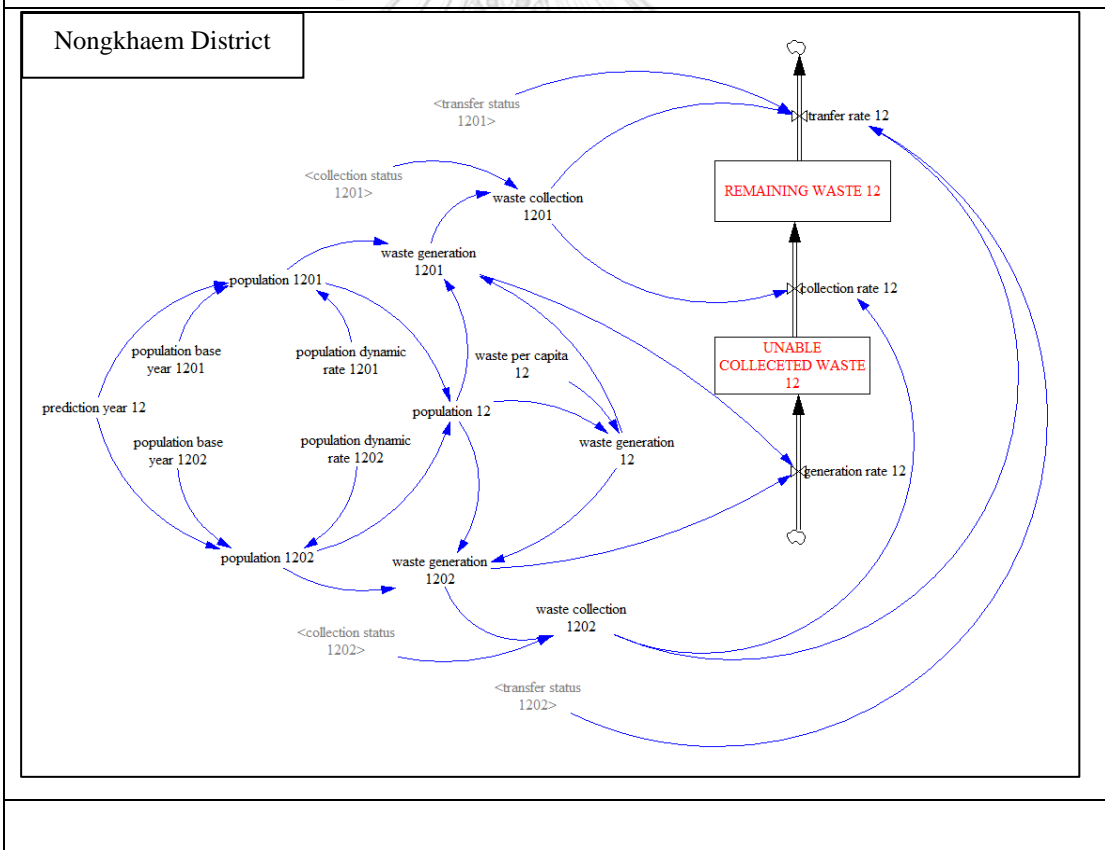 Nongkhaem District
<transfer status
1201>
tranfer rate 12
<collection status
1201>
REMAINING WASTE 12
waste collection
1201
waste generation
1201
population 1201
collection rate 12
population base
year 1201
population dynamic
rate 1201
waste per capita
12
UNABLE
COLLECETED WASTE
12
prediction year 12
population 12
population base
year 1202
population dynamic
rate 1202
waste generation
12
generation rate 12
population 1202
waste generation
1202
waste collection
1202
<collection status
1202>
<transfer status
1202>